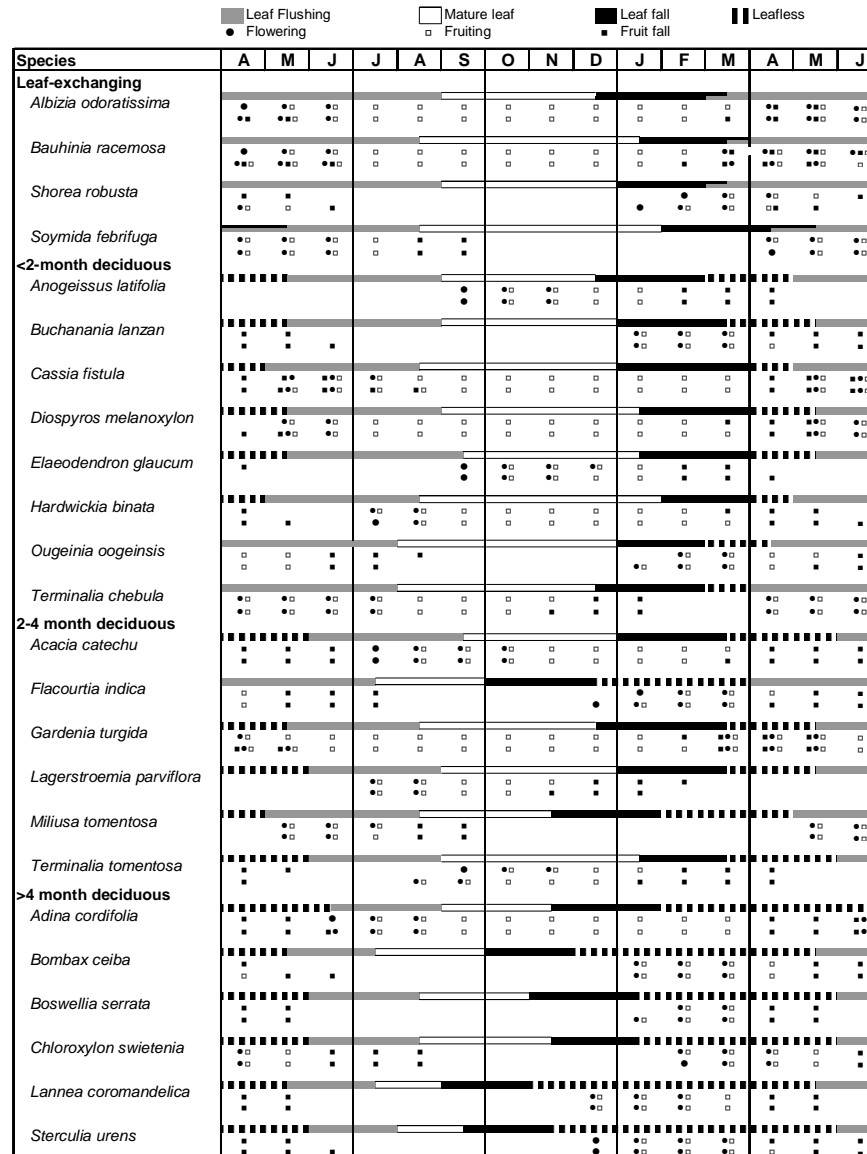 Leaf Flushing Mature leaf Leaf fall Leafless
Flowering Fruiting Fruit fall
Species A M J J A S O N D J F M A M J
Leaf-exchanging
Albizia odoratissima
Bauhinia racemosa
Shorea robusta
Soymida febrifuga
<2-month deciduous
Anogeissus latifolia
Buchanania lanzan
Cassia fistula
Diospyros melanoxylon
Elaeodendron glaucum
Hardwickia binata
Ougeinia oogeinsis
Terminalia chebula
2-4 month deciduous
Acacia catechu
Flacourtia indica
Gardenia turgida
Lagerstroemia parviflora
Miliusa tomentosa
Terminalia tomentosa
>4 month deciduous
Adina cordifolia
Bombax ceiba
Boswellia serrata
Chloroxylon swietenia
Lannea coromandelica
Sterculia urens